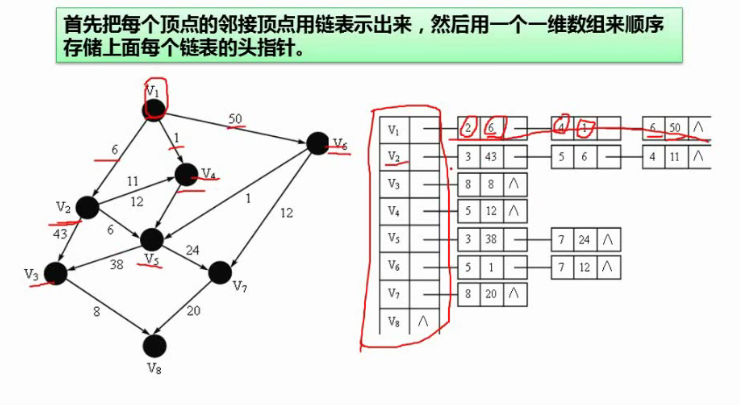 首先把每个顶点的邻接顶点用链表示出来，然后用一个一维数组来顺序
存储上面每个链表的头指针。
V₁
50
6
1
V₆
V₄
11
12
1
12
V₂
6
43
V₅
24
38
V₃
V₇
8
20
V₈
V₁ 2 6 4 1 6 50 ∧
V₂ 3 43 5 6 4 11 ∧
V₃ 8 8 ∧
V₄ 5 12 ∧
V₅ 3 38 7 24 ∧
V₆ 5 1 7 12 ∧
V₇ 8 20 ∧
V₈ ∧